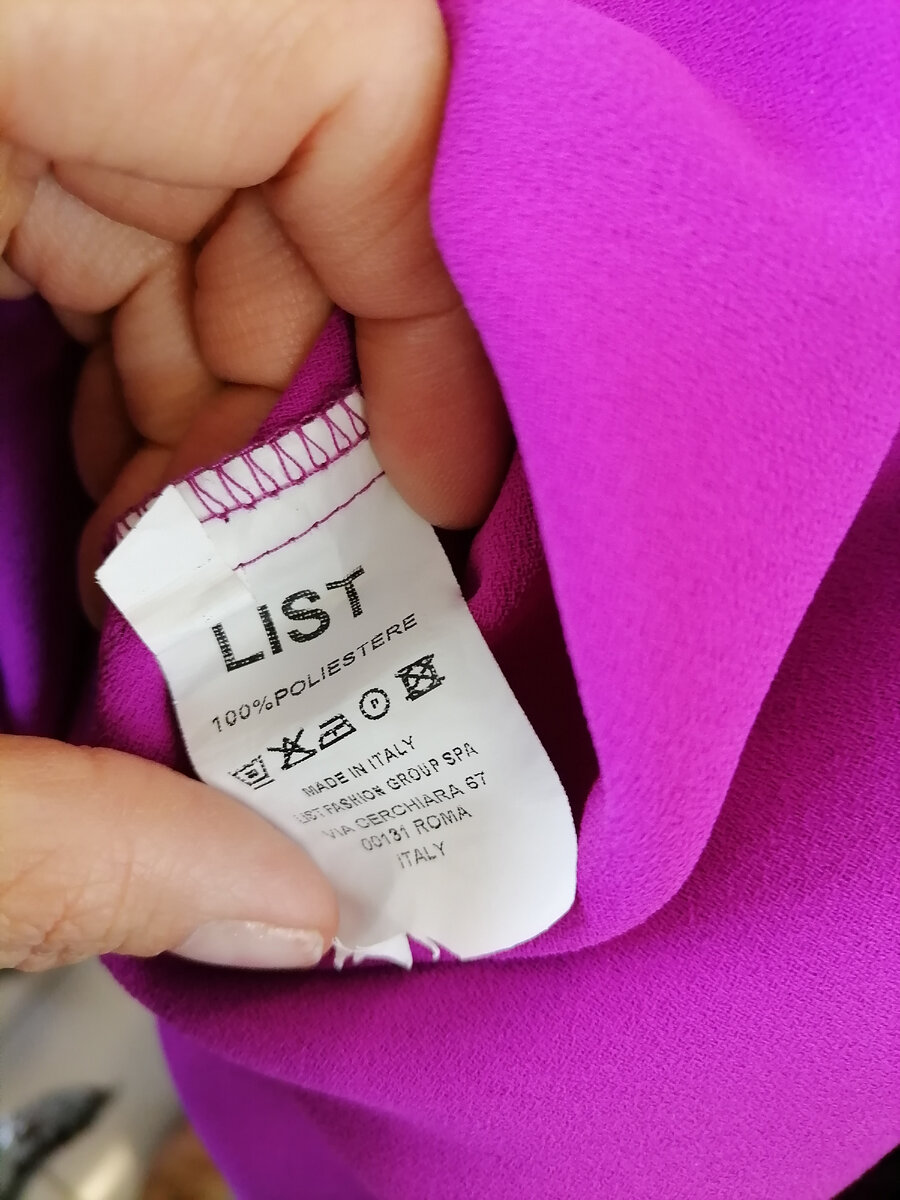 LIST
100%POLIESTERE
P
MADE IN ITALY
LIST FASHION GROUP SPA
VIA CERCHIARA 67
00131 ROMA
ITALY